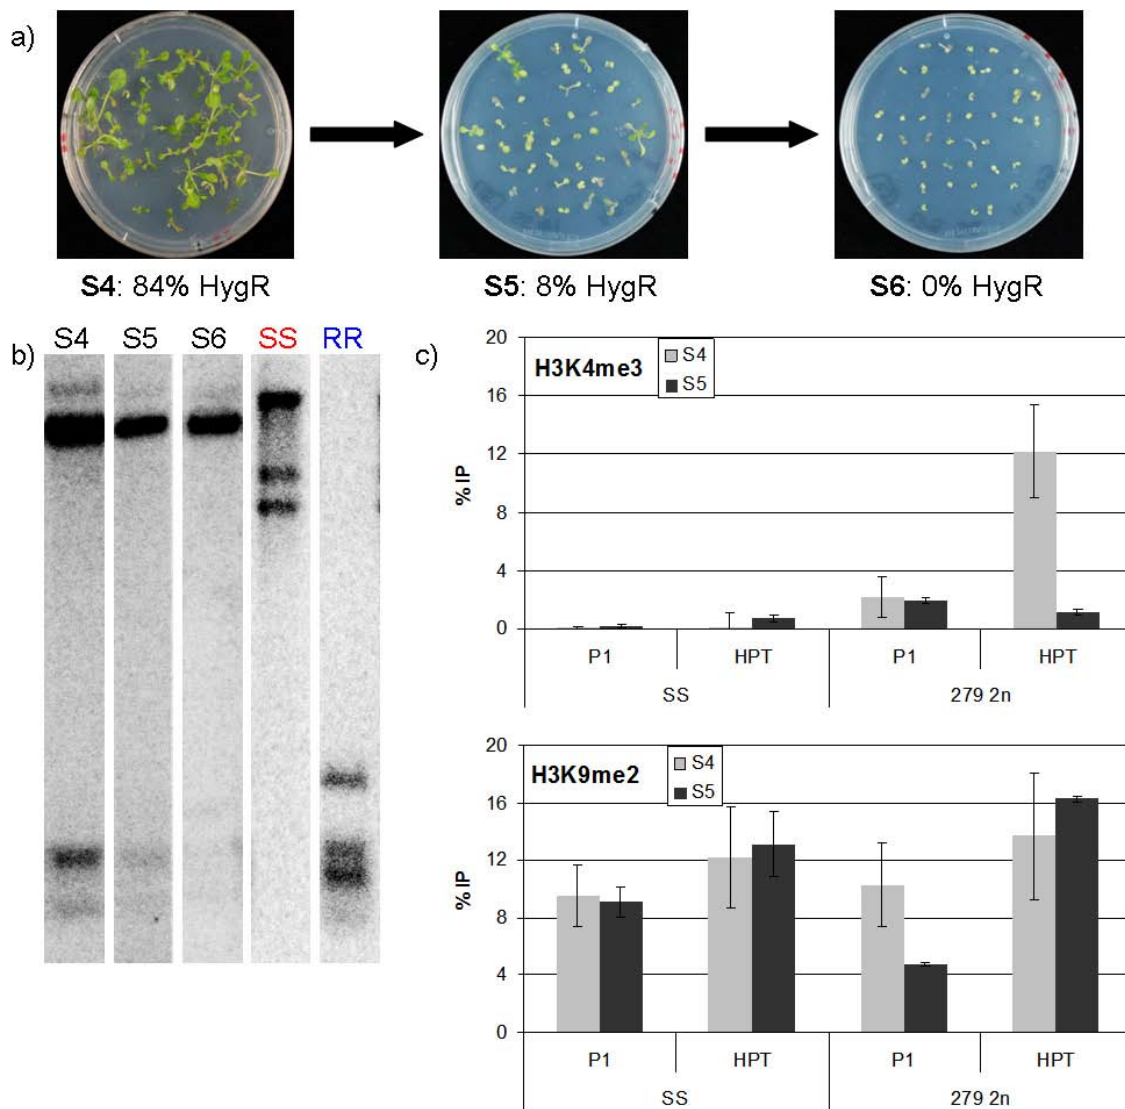 a)
S4: 84% HygR
S5: 8% HygR
S6: 0% HygR
b)
S4 S5 S6 SS RR
c)
H3K4me3
S4
S5
20
16
12
8
4
0
% IP
P1 HPT P1 HPT
SS 279 2n
H3K9me2
S4
S5
20
16
12
8
4
0
% IP
P1 HPT P1 HPT
SS 279 2n